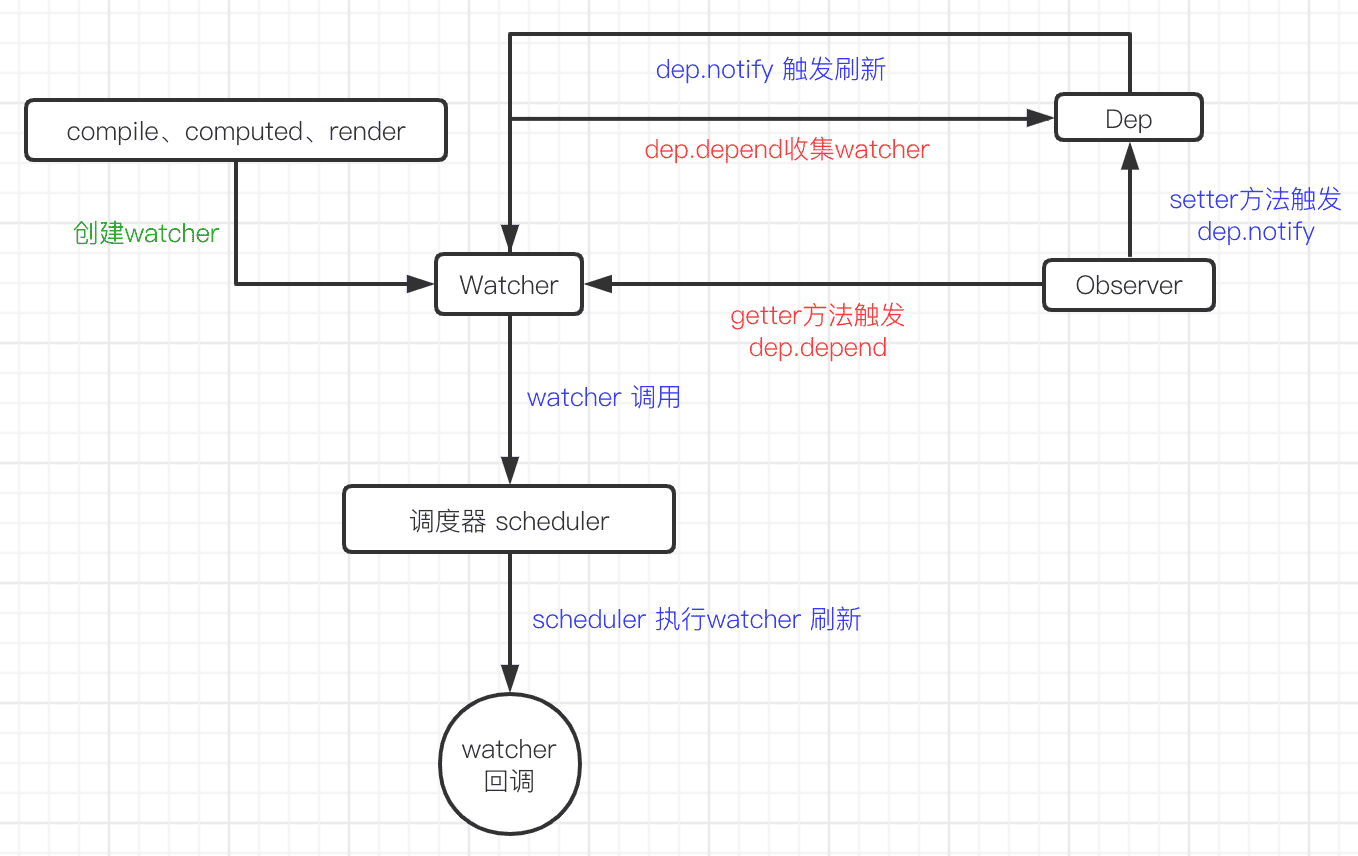 dep.notify 触发刷新
compile、computed、render
Dep
dep.depend收集watcher
setter方法触发
dep.notify
创建watcher
Watcher
Observer
getter方法触发
dep.depend
watcher 调用
调度器 scheduler
scheduler 执行watcher 刷新
watcher
回调